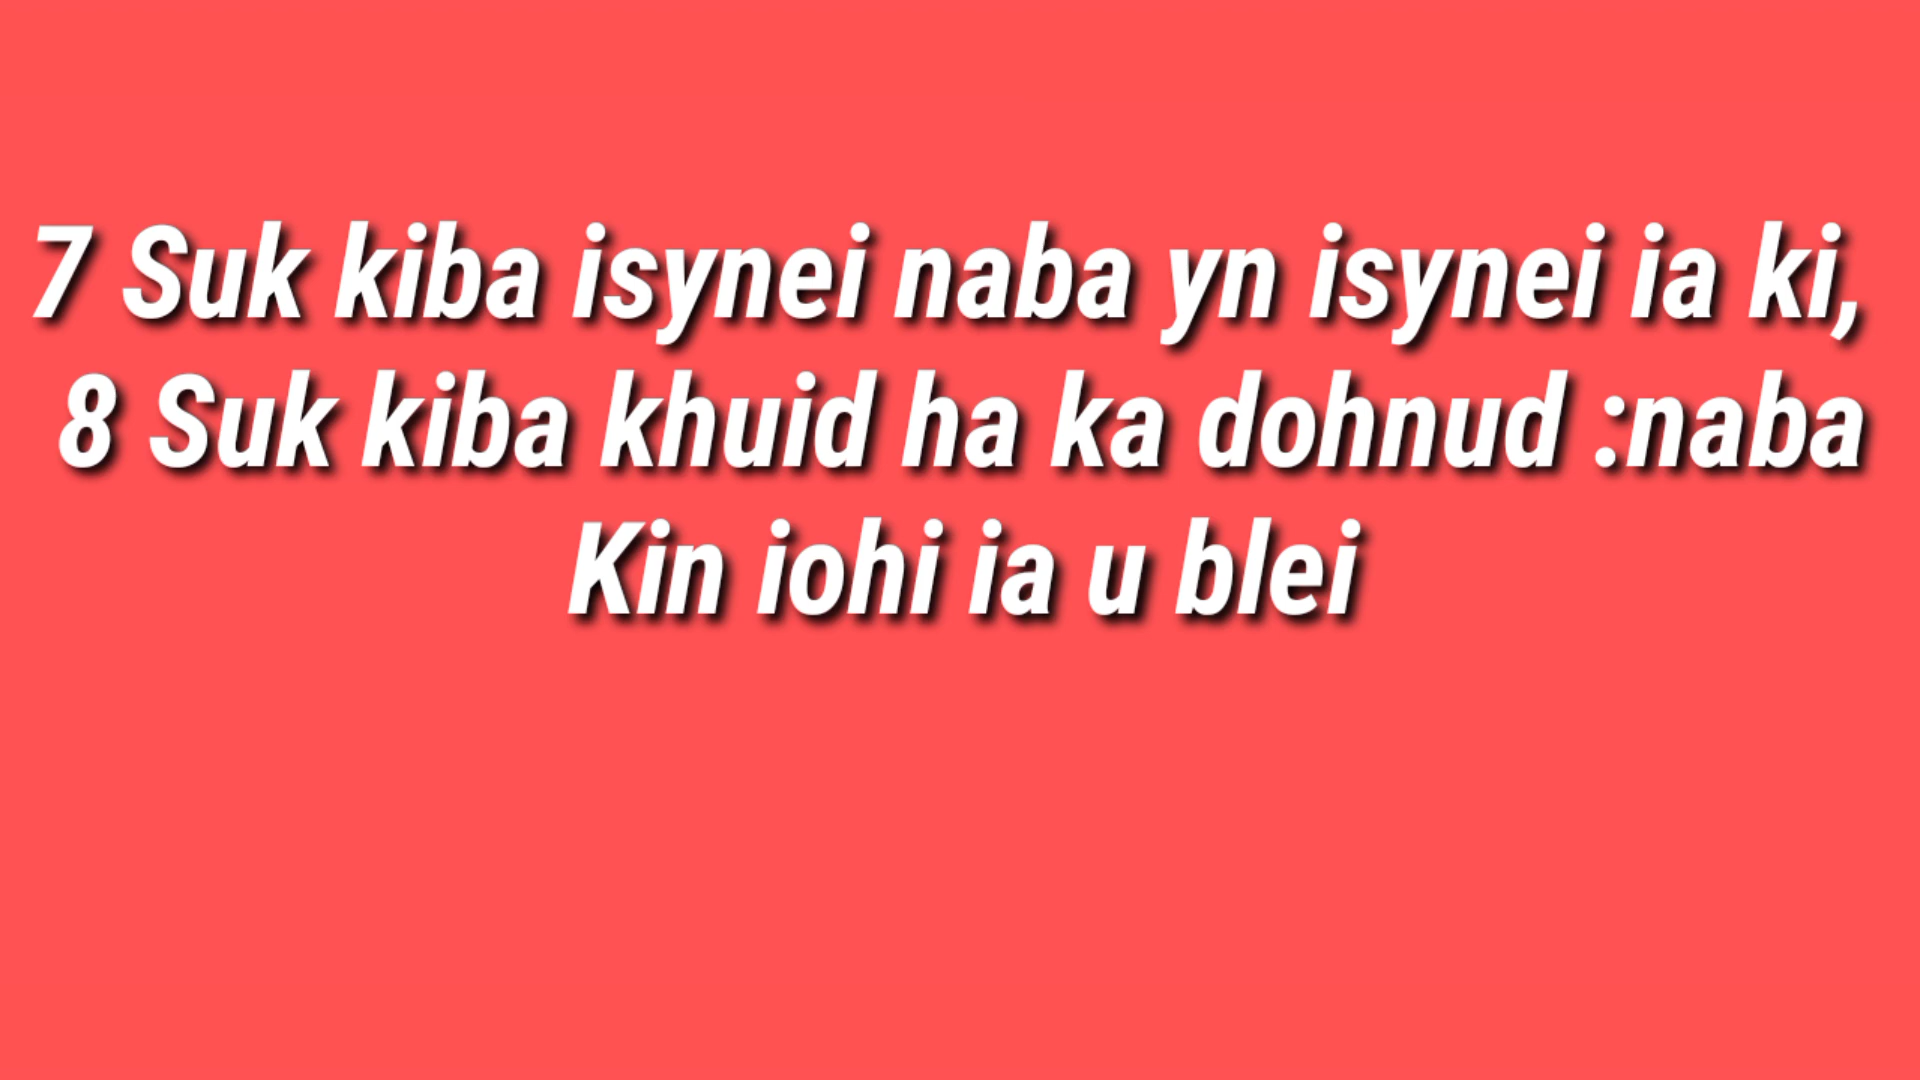 7 Suk kiba isynei naba yn isynei ia ki,
8 Suk kiba khuid ha ka dohnud :naba
Kin iohi ia u blei